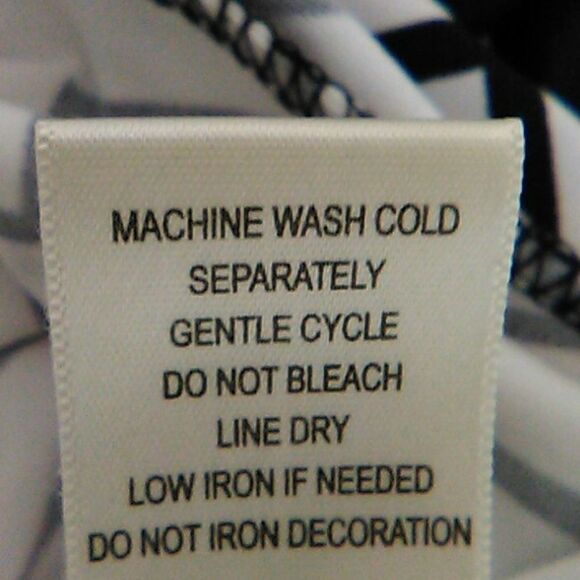 MACHINE WASH COLD
SEPARATELY
GENTLE CYCLE
DO NOT BLEACH
LINE DRY
LOW IRON IF NEEDED
DO NOT IRON DECORATION